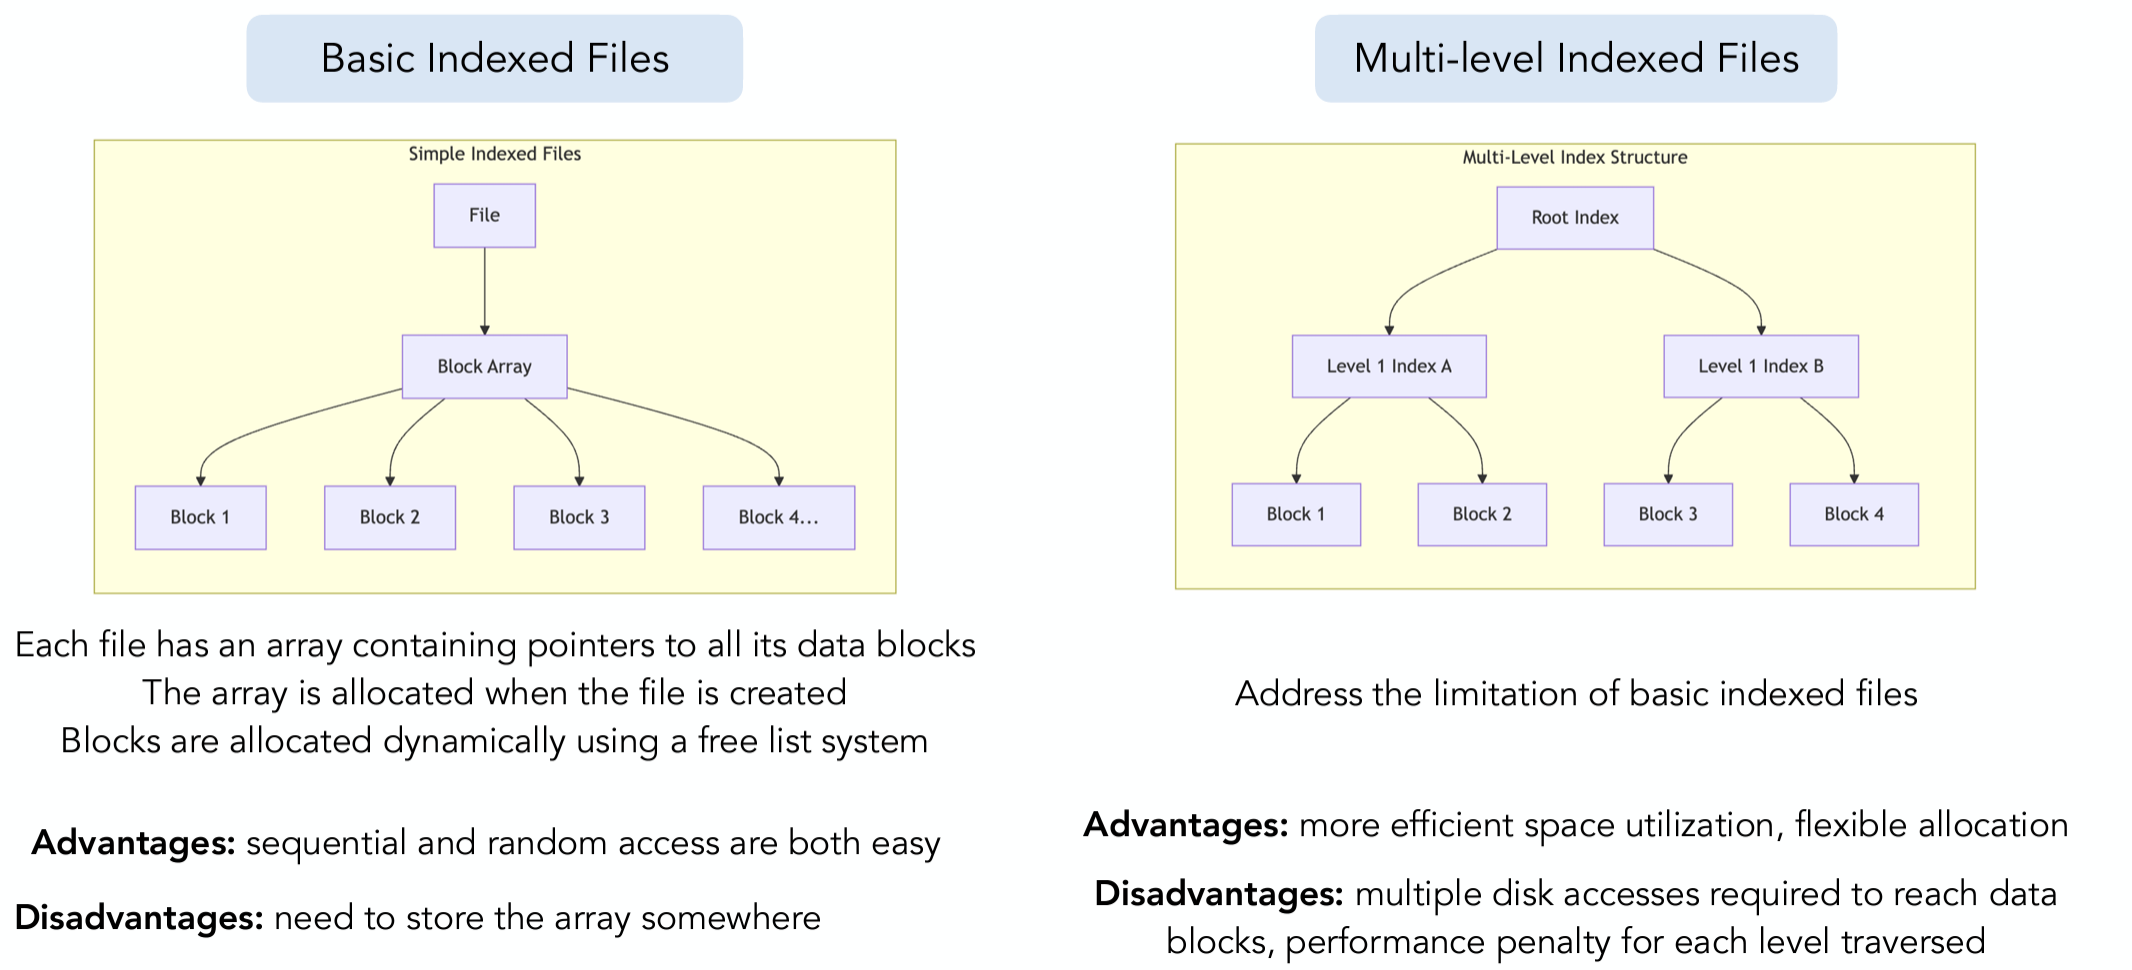 Basic Indexed Files
Simple Indexed Files
File
Block Array
Block 1
Block 2
Block 3
Block 4...
Each file has an array containing pointers to all its data blocks
The array is allocated when the file is created
Blocks are allocated dynamically using a free list system
Advantages: sequential and random access are both easy
Disadvantages: need to store the array somewhere
Multi-level Indexed Files
Multi-Level Index Structure
Root Index
Level 1 Index A
Level 1 Index B
Block 1
Block 2
Block 3
Block 4
Address the limitation of basic indexed files
Advantages: more efficient space utilization, flexible allocation
Disadvantages: multiple disk accesses required to reach data
blocks, performance penalty for each level traversed